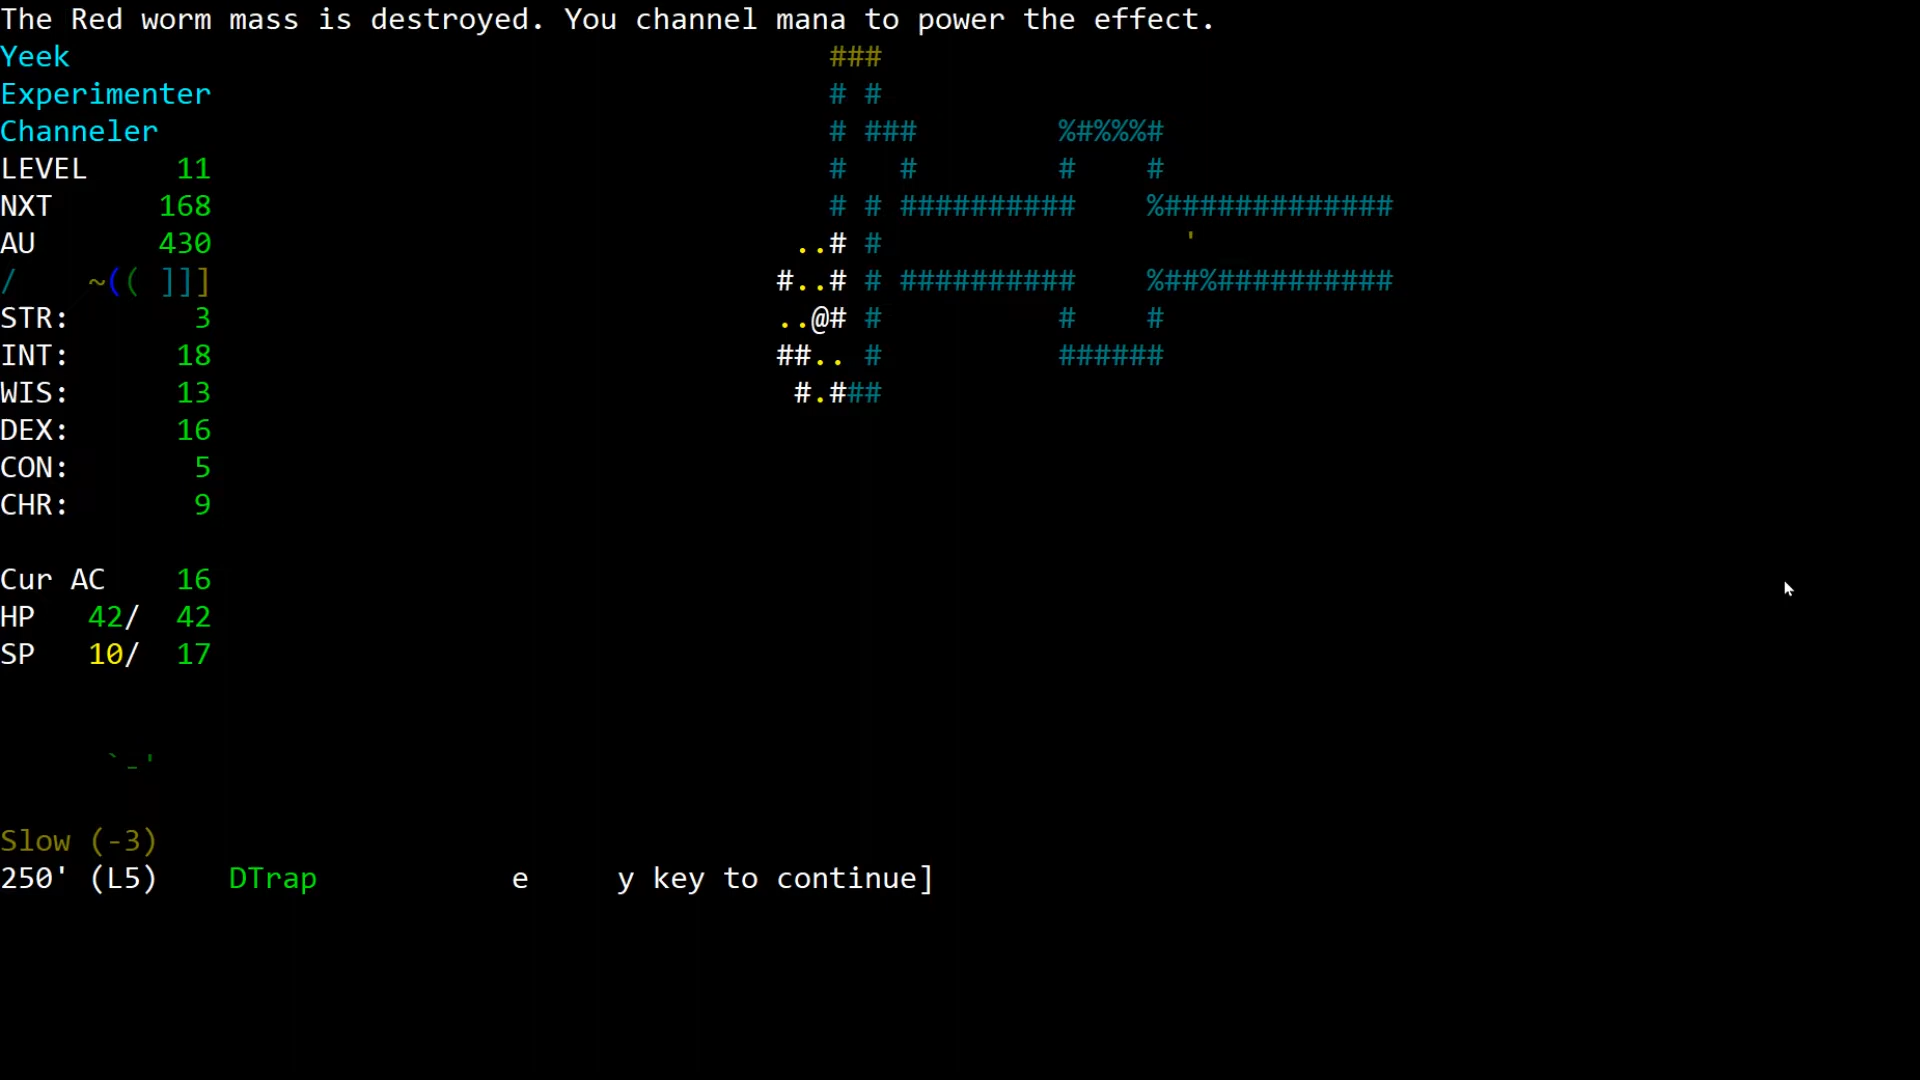 The Red worm mass is destroyed. You channel mana to power the effect.
Yeek                                           ###
Experimenter                                   # #
Channeler                                      # ###        %#%%%#
LEVEL     11                                   #   #        #    #
NXT      168                                   # # ##########    %#############
AU       430                                 ..# #                 '
/    ~(( ]]]                                #..# # ##########    %##%##########
STR:       3                                ..@# #          #    #
INT:      18                                ##.. #          ######
WIS:      13                                 #.###
DEX:      16
CON:       5
CHR:       9
Cur AC    16
HP   42/  42
SP   10/  17
`-'
Slow (-3)
250' (L5)    DTrap           e     y key to continue]